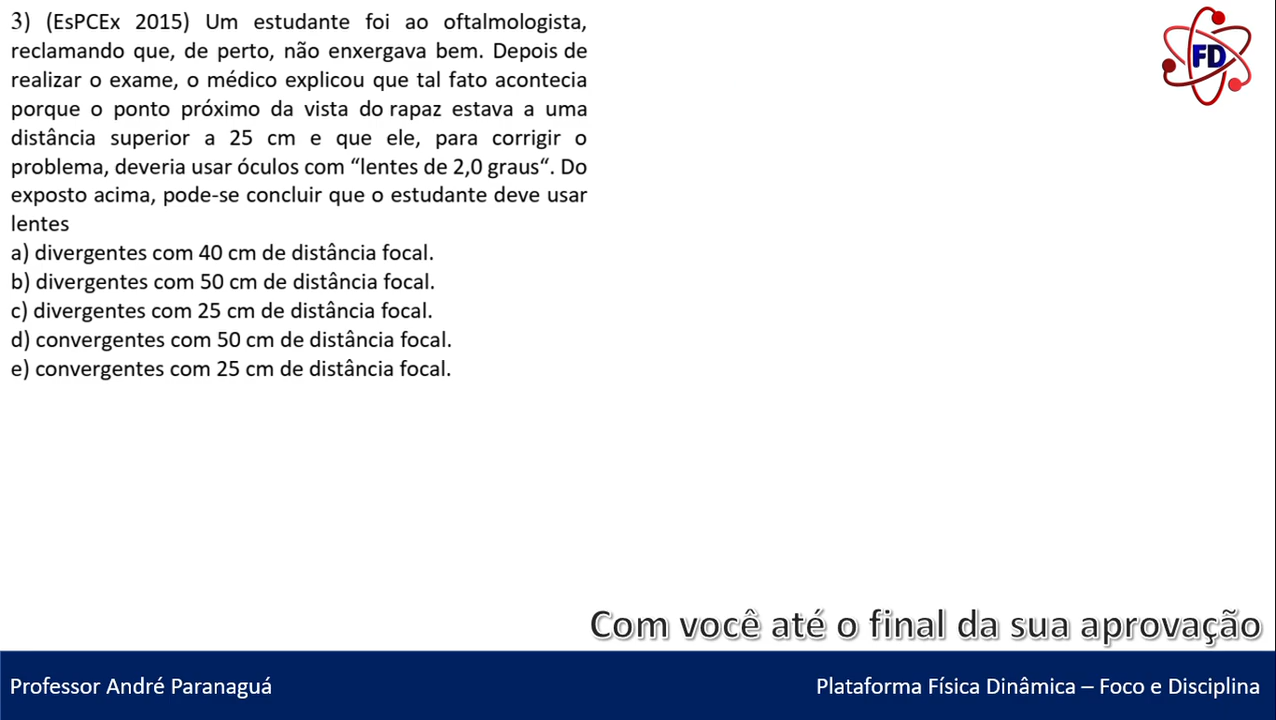 3) (EsPCEx 2015) Um estudante foi ao oftalmologista,
reclamando que, de perto, não enxergava bem. Depois de
realizar o exame, o médico explicou que tal fato acontecia
porque o ponto próximo da vista do rapaz estava a uma
distância superior a 25 cm e que ele, para corrigir o
problema, deveria usar óculos com “lentes de 2,0 graus“. Do
exposto acima, pode-se concluir que o estudante deve usar
lentes
a) divergentes com 40 cm de distância focal.
b) divergentes com 50 cm de distância focal.
c) divergentes com 25 cm de distância focal.
d) convergentes com 50 cm de distância focal.
e) convergentes com 25 cm de distância focal.
FD
Com você até o final da sua aprovação
Professor André Paranaguá
Plataforma Física Dinâmica – Foco e Disciplina